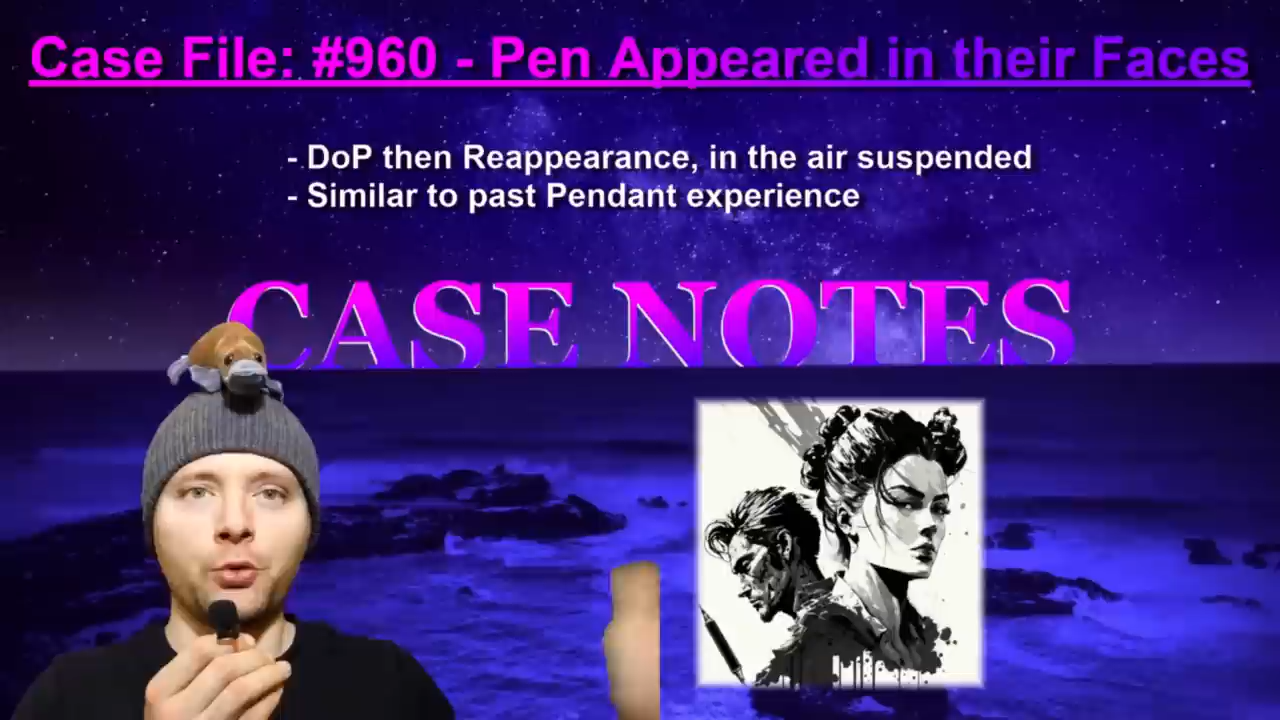 Case File: #960 - Pen Appeared in their Faces
- DoP then Reappearance, in the air suspended
- Similar to past Pendant experience
CASE NOTES